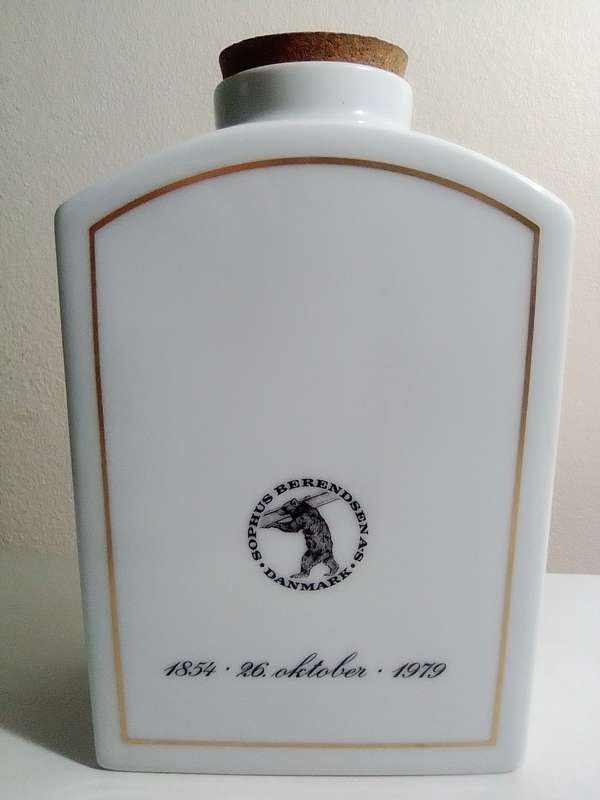 SOPHUS BERENDSEN A/S
· DANMARK ·
1854 · 26. oktober · 1979